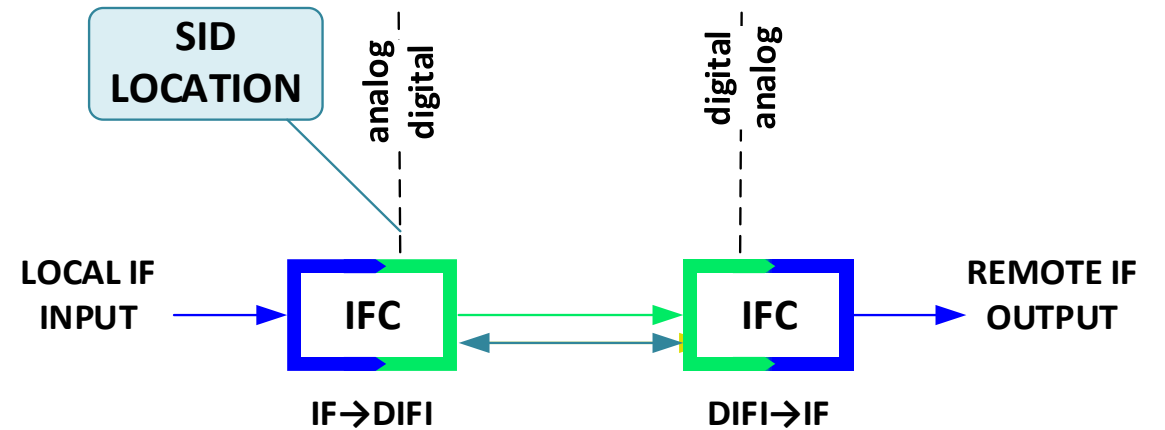 SID
LOCATION
analog
digital
digital
analog
LOCAL IF
INPUT
IFC
IFC
REMOTE IF
OUTPUT
IF→DIFI
DIFI→IF